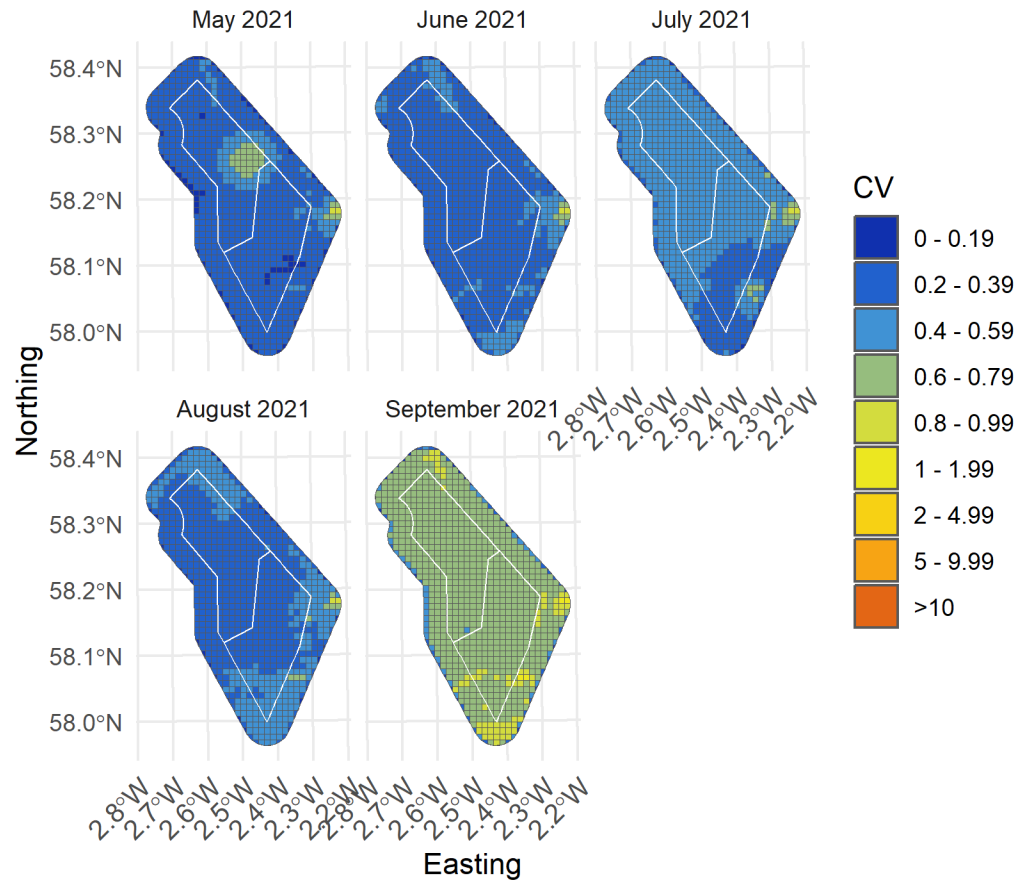 May 2021
June 2021
July 2021
58.4°N
58.3°N
58.2°N
58.1°N
58.0°N
2.8°W
2.7°W
2.6°W
2.5°W
2.4°W
2.3°W
2.2°W
August 2021
September 2021
58.4°N
58.3°N
58.2°N
58.1°N
58.0°N
2.8°W
2.7°W
2.6°W
2.5°W
2.4°W
2.3°W
2.2°W
2.8°W
2.7°W
2.6°W
2.5°W
2.4°W
2.3°W
2.2°W
Northing
Easting
CV
0 - 0.19
0.2 - 0.39
0.4 - 0.59
0.6 - 0.79
0.8 - 0.99
1 - 1.99
2 - 4.99
5 - 9.99
>10